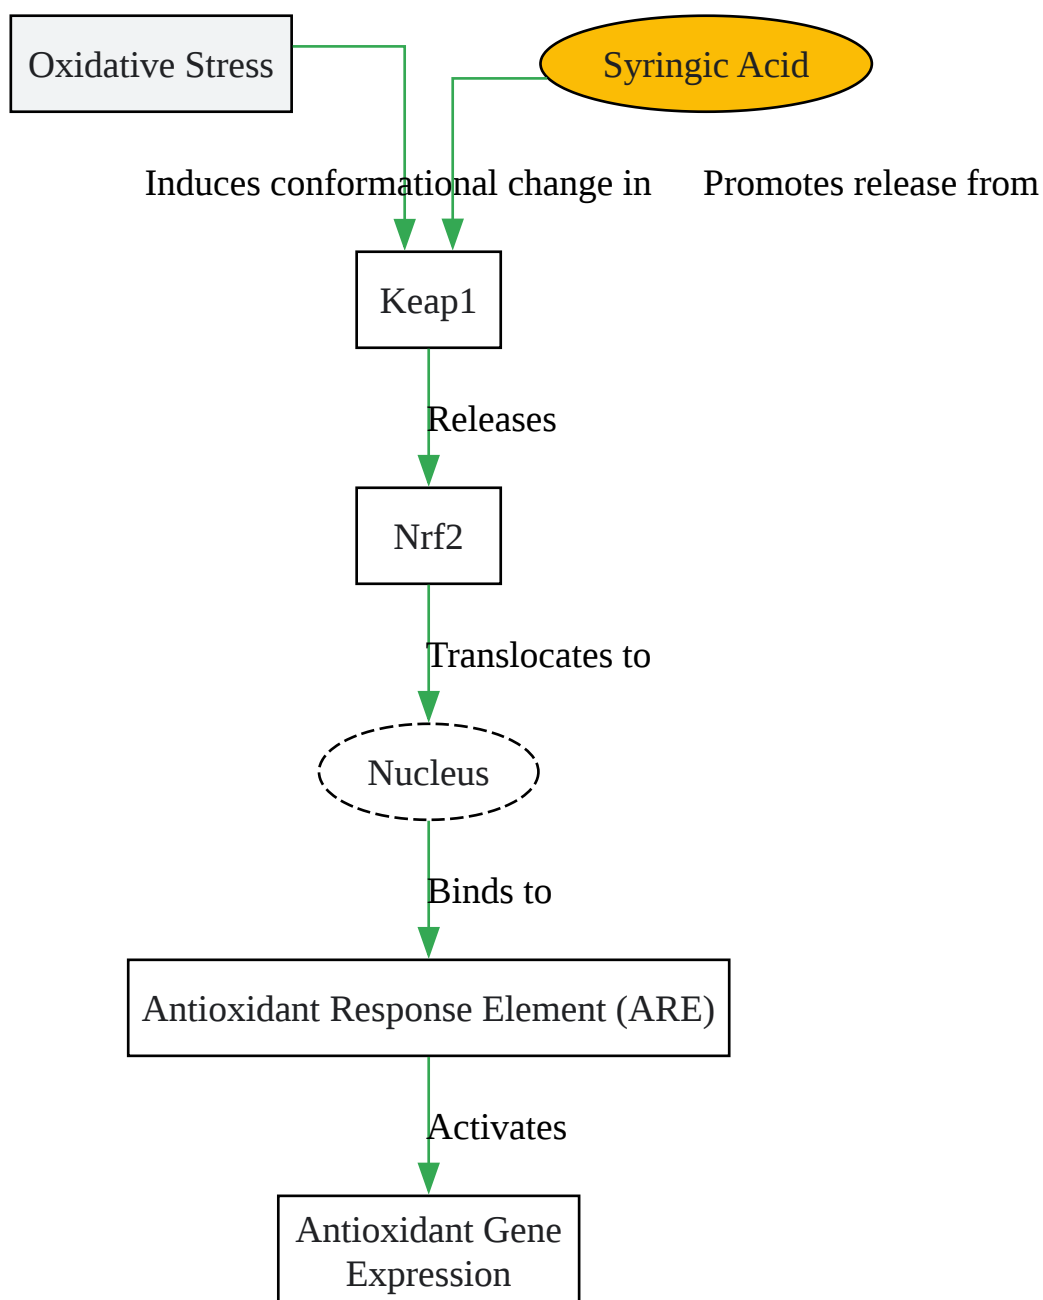 Oxidative Stress
Syringic Acid
Induces conformational change in
Promotes release from
Keap1
Releases
Nrf2
Translocates to
Nucleus
Binds to
Antioxidant Response Element (ARE)
Activates
Antioxidant Gene
Expression